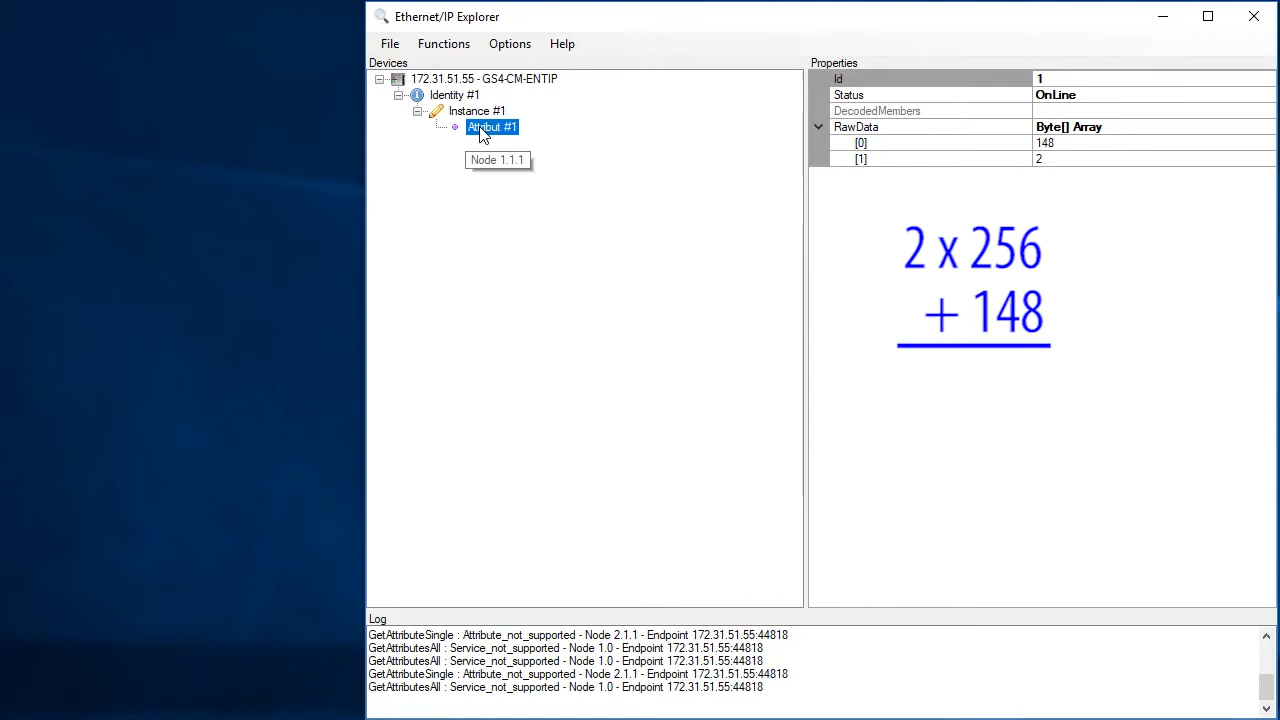 Ethernet/IP Explorer
File Functions Options Help
Devices
172.31.51.55 - GS4-CM-ENTIP
Identity #1
Instance #1
Attribut #1
Node 1.1.1
Properties
Id 1
Status OnLine
DecodedMembers
RawData Byte[] Array
[0] 148
[1] 2
2 x 256
+ 148
Log
GetAttributeSingle : Attribute_not_supported - Node 2.1.1 - Endpoint 172.31.51.55:44818
GetAttributesAll : Service_not_supported - Node 1.0 - Endpoint 172.31.51.55:44818
GetAttributesAll : Service_not_supported - Node 1.0 - Endpoint 172.31.51.55:44818
GetAttributeSingle : Attribute_not_supported - Node 2.1.1 - Endpoint 172.31.51.55:44818
GetAttributesAll : Service_not_supported - Node 1.0 - Endpoint 172.31.51.55:44818